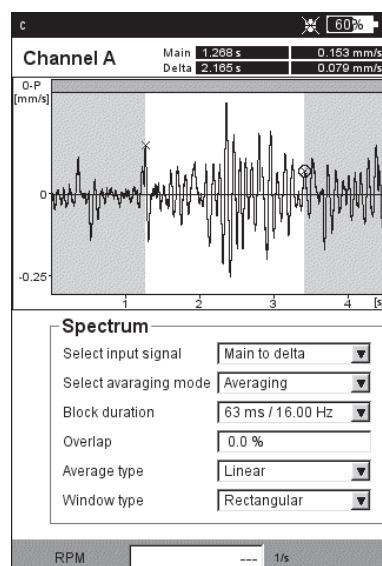 c 60%
Channel A
Main 1.268 s 0.153 mm/s
Delta 2.165 s 0.079 mm/s
0-P
[mm/s]
0
-0.25
1 2 3 4 [s
Spectrum
Select input signal Main to delta
Select avaraging mode Averaging
Block duration 63 ms / 16.00 Hz
Overlap 0.0 %
Average type Linear
Window type Rectangular
RPM --- 1/s